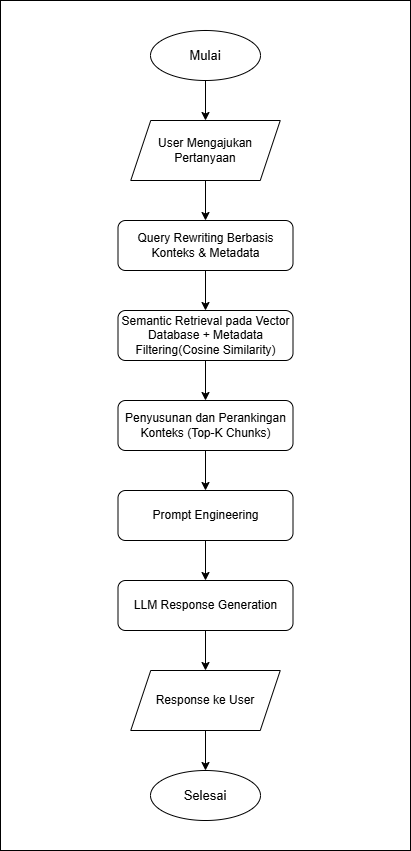 Mulai
User Mengajukan
Pertanyaan
Query Rewriting Berbasis
Konteks & Metadata
Semantic Retrieval pada Vector
Database + Metadata
Filtering(Cosine Similarity)
Penyusunan dan Perankingan
Konteks (Top-K Chunks)
Prompt Engineering
LLM Response Generation
Response ke User
Selesai